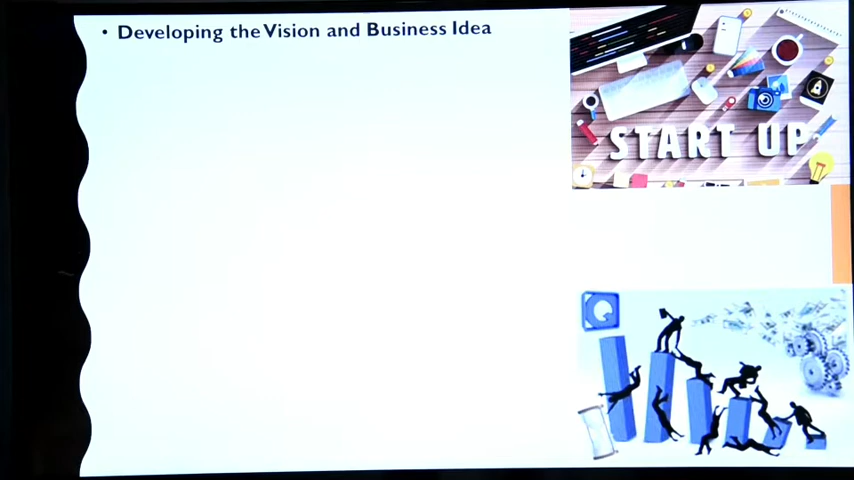 • Developing the Vision and Business Idea
START UP